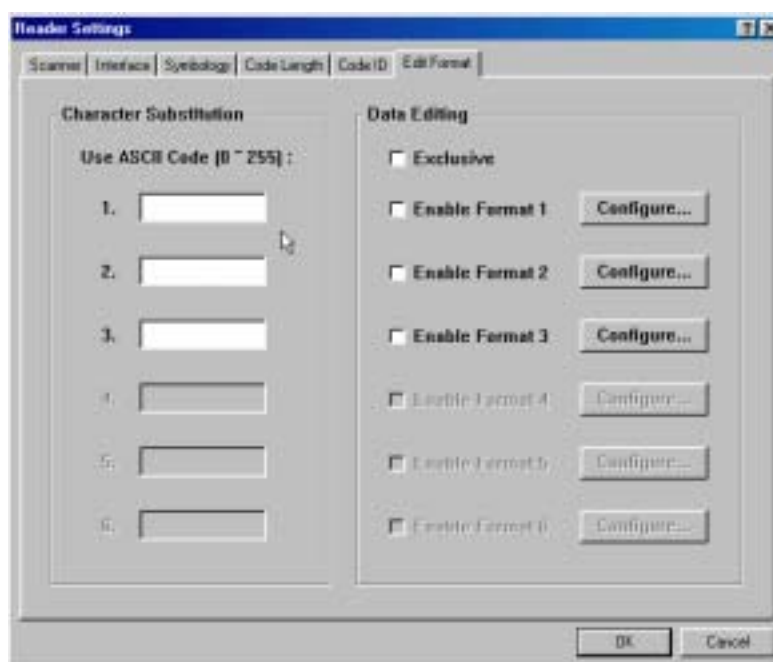 Reader Settings
Scanner Interface Symbology Code Length Code ID Edit Format
Character Substitution
Use ASCII Code (0 ~ 255) :
1.
2.
3.
4.
5.
6.
Data Editing
Exclusive
Enable Format 1 Configure...
Enable Format 2 Configure...
Enable Format 3 Configure...
Enable Format 4 Configure...
Enable Format 5 Configure...
Enable Format 6 Configure...
OK Cancel